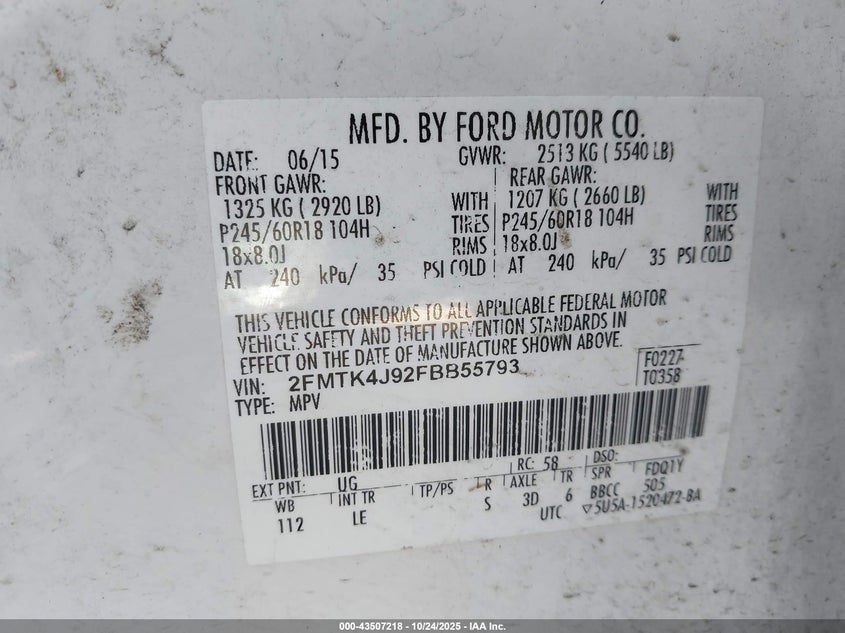 MFD. BY FORD MOTOR CO.
DATE: 06/15 GVWR: 2513 KG ( 5540 LB)
FRONT GAWR: REAR GAWR:
1325 KG ( 2920 LB) WITH 1207 KG ( 2660 LB) WITH
P245/60R18 104H TIRES P245/60R18 104H TIRES
18x8.0J RIMS 18x8.0J RIMS
AT 240 kPa/ 35 PSI COLD AT 240 kPa/ 35 PSI COLD
THIS VEHICLE CONFORMS TO ALL APPLICABLE FEDERAL MOTOR
VEHICLE SAFETY AND THEFT PREVENTION STANDARDS IN
EFFECT ON THE DATE OF MANUFACTURE SHOWN ABOVE.
VIN: 2FMTK4J92FBB55793 F0227
TYPE: MPV T0358
EXT PNT: UG RC: 58 DSO:
WB INT TR TP/PS R AXLE TR SPR FDQ1Y
112 LE S 3D 6 BBCC 505
UTC ▽5U5A-1520472-BA
000-43507218 - 10/24/2025 - IAA Inc.